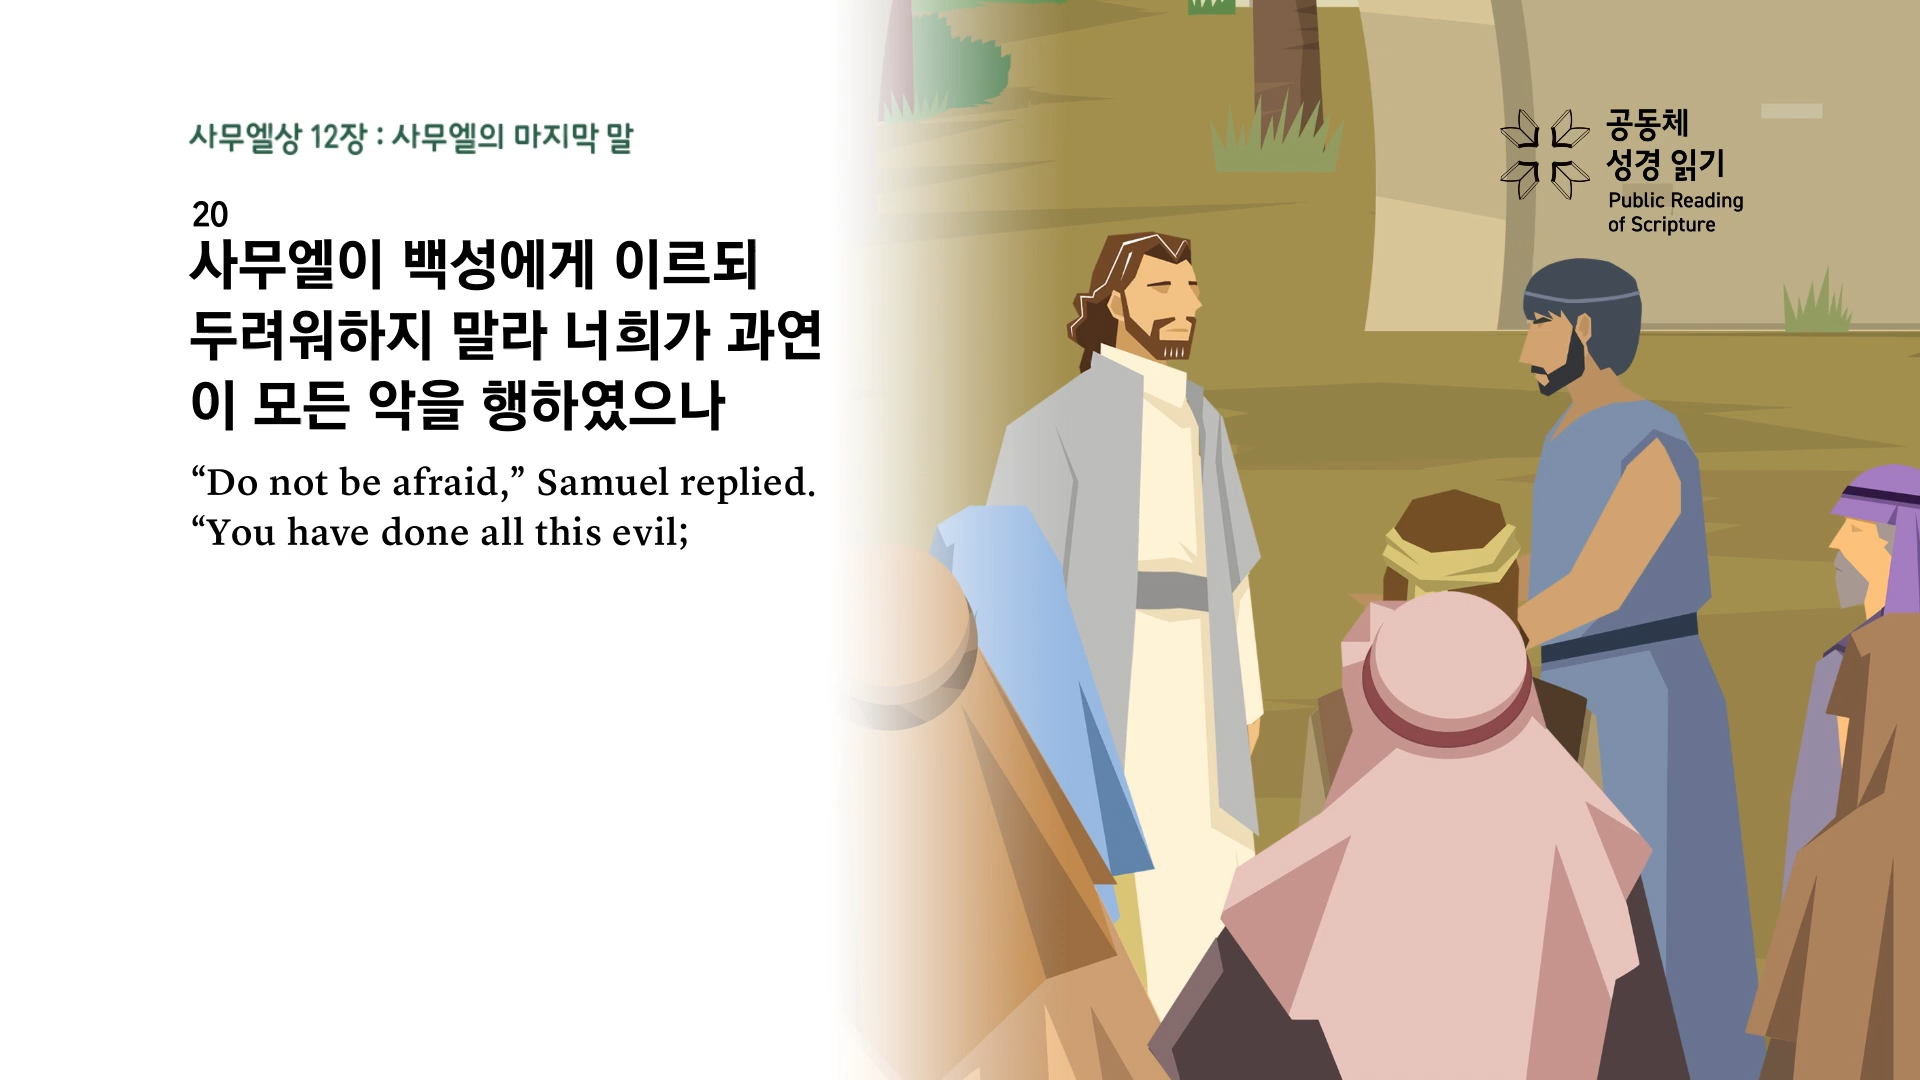 사무엘상 12장 : 사무엘의 마지막 말
20
사무엘이 백성에게 이르되
두려워하지 말라 너희가 과연
이 모든 악을 행하였으나
“Do not be afraid,” Samuel replied.
“You have done all this evil;
공동체
성경 읽기
Public Reading
of Scripture